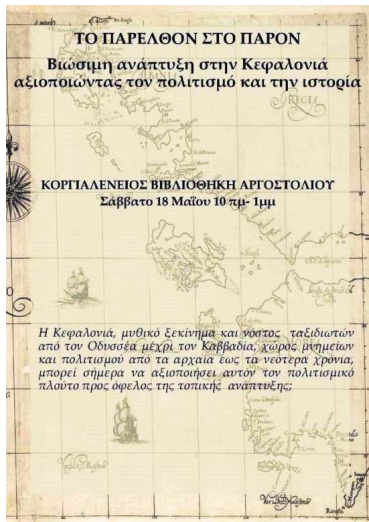 ΤΟ ΠΑΡΕΛΘΟΝ ΣΤΟ ΠΑΡΟΝ
Βιώσιμη ανάπτυξη στην Κεφαλονιά
αξιοποιώντας τον πολιτισμό και την ιστορία
ΚΟΡΓΙΑΛΕΝΕΙΟΣ ΒΙΒΛΙΟΘΗΚΗ ΑΡΓΟΣΤΟΛΙΟΥ
Σάββατο 18 Μαΐου 10 πμ- 1μμ
Η Κεφαλονιά, μυθικό ξεκίνημα και νόστος ταξιδιωτών
από τον Οδυσσέα μέχρι τον Καββαδία, χώρος μνημείων
και πολιτισμού από τα αρχαία έως τα νεότερα χρόνια,
μπορεί σήμερα να αξιοποιήσει αυτόν τον πολιτισμικό
πλούτο προς όφελος της τοπικής ανάπτυξης;